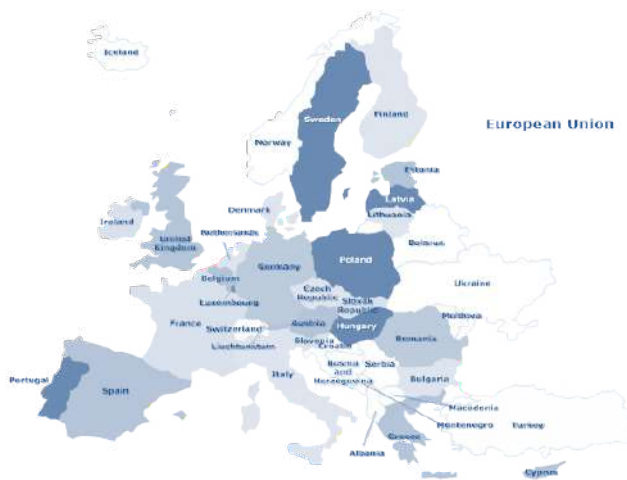 Iceland
Sweden
Finland
European Union
Norway
Estonia
Latvia
Lithuania
Denmark
Ireland
United
Kingdom
Netherlands
Belarus
Poland
Germany
Belgium
Czech
Republic
Ukraine
Luxembourg
Slovak
Republic
France
Switzerland
Austria
Hungary
Moldova
Liechtenstein
Slovenia
Croatia
Romania
Portugal
Spain
Italy
Bosnia
and
Herzegovina
Serbia
Bulgaria
Macedonia
Montenegro
Turkey
Greece
Albania
Cyprus